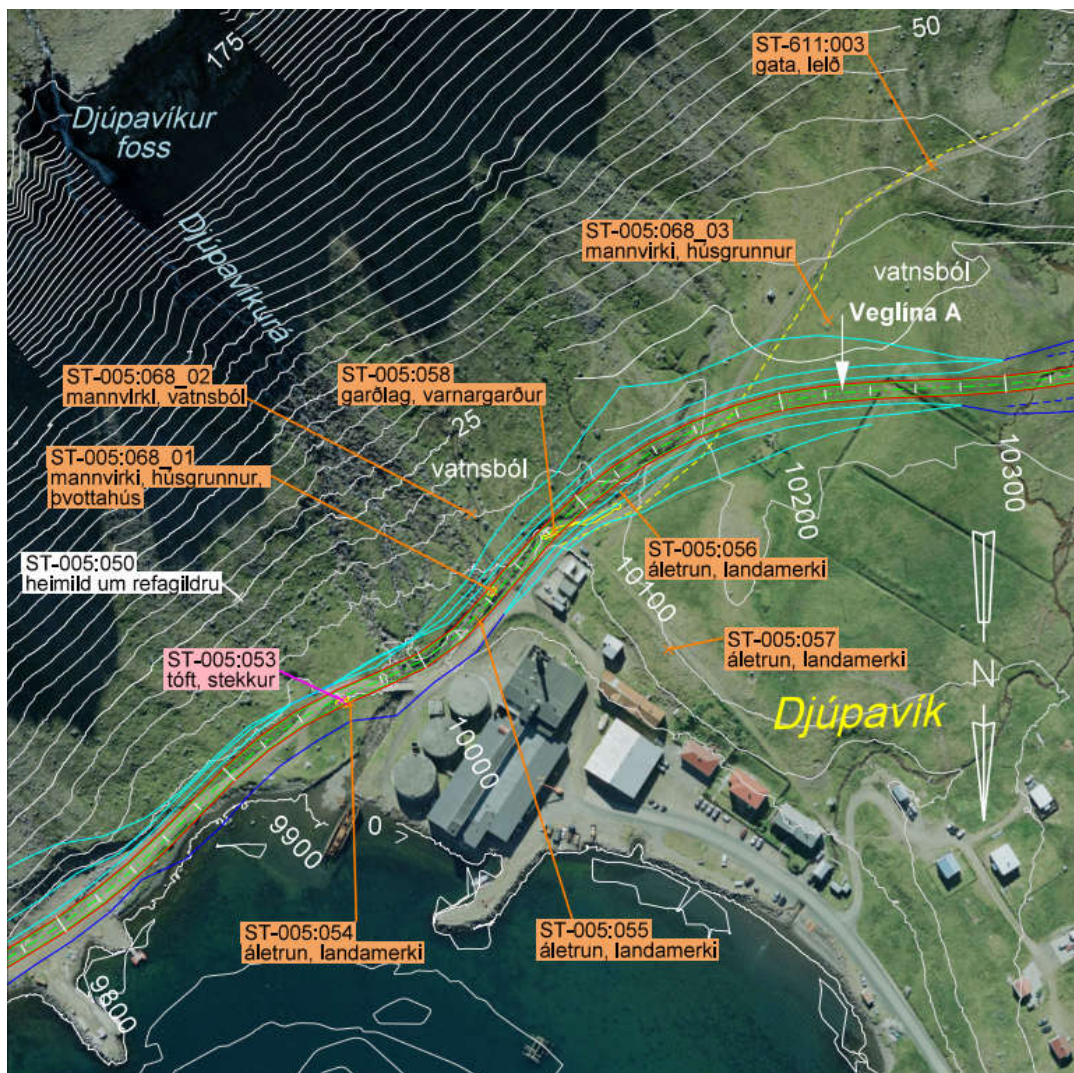 50
ST-611:003
gata, leið
175
Djúpavíkur
foss
Djúpavíkurá
ST-005:068_03
mannvirki, húsgrunnur
vatnsból
Veglína A
ST-005:068_02
mannvirki, vatnsból
ST-005:058
garðlag, varnargarður
25
vatnsból
ST-005:068_01
mannvirki, húsgrunnur,
þvottahús
10300
10200
ST-005:050
heimild um refagildru
ST-005:056
áletrun, landamerki
10100
ST-005:057
áletrun, landamerki
N
ST-005:053
tóft, stekkur
Djúpavík
10000
9900
0
ST-005:054
áletrun, landamerki
ST-005:055
áletrun, landamerki
9800